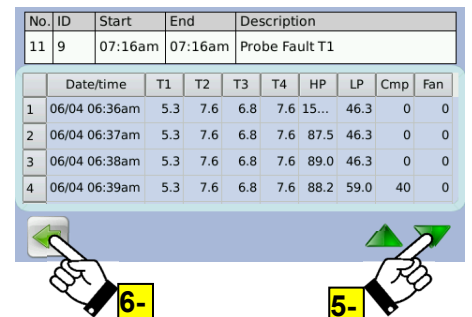 No. ID Start End Description
11 9 07:16am 07:16am Probe Fault T1
Date/time T1 T2 T3 T4 HP LP Cmp Fan
1 06/04 06:36am 5.3 7.6 6.8 7.6 15... 46.3 0 0
2 06/04 06:37am 5.3 7.6 6.8 7.6 87.5 46.3 0 0
3 06/04 06:38am 5.3 7.6 6.8 7.6 89.0 46.3 0 0
4 06/04 06:39am 5.3 7.6 6.8 7.6 88.2 59.0 40 0
6- 5-